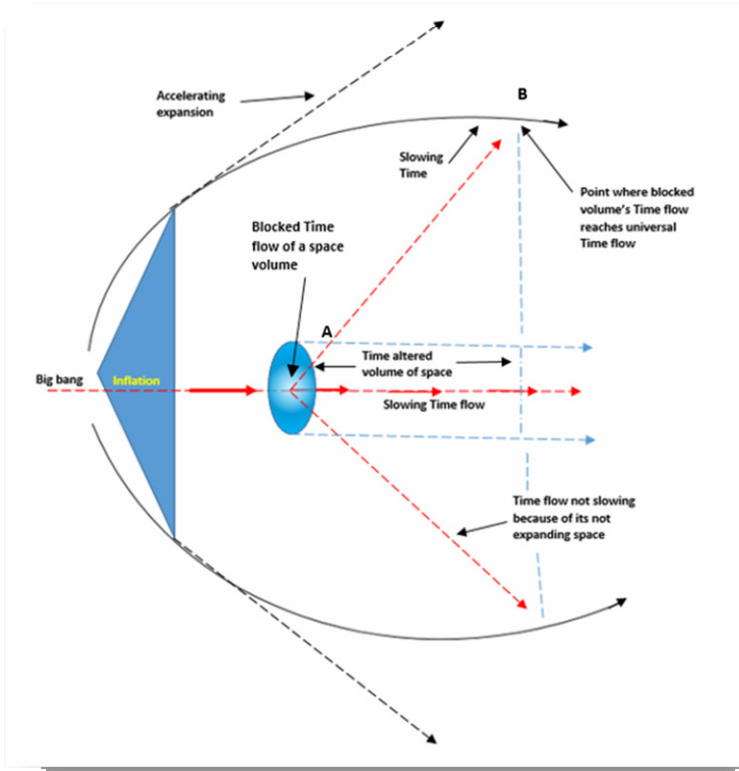 B
Accelerating
expansion
Slowing
Time
Point where blocked
volume's Time flow
reaches universal
Time flow
Blocked Time
flow of a space
volume
A
Time altered
volume of space
Big bang
Inflation
Slowing Time flow
Time flow not slowing
because of its not
expanding space